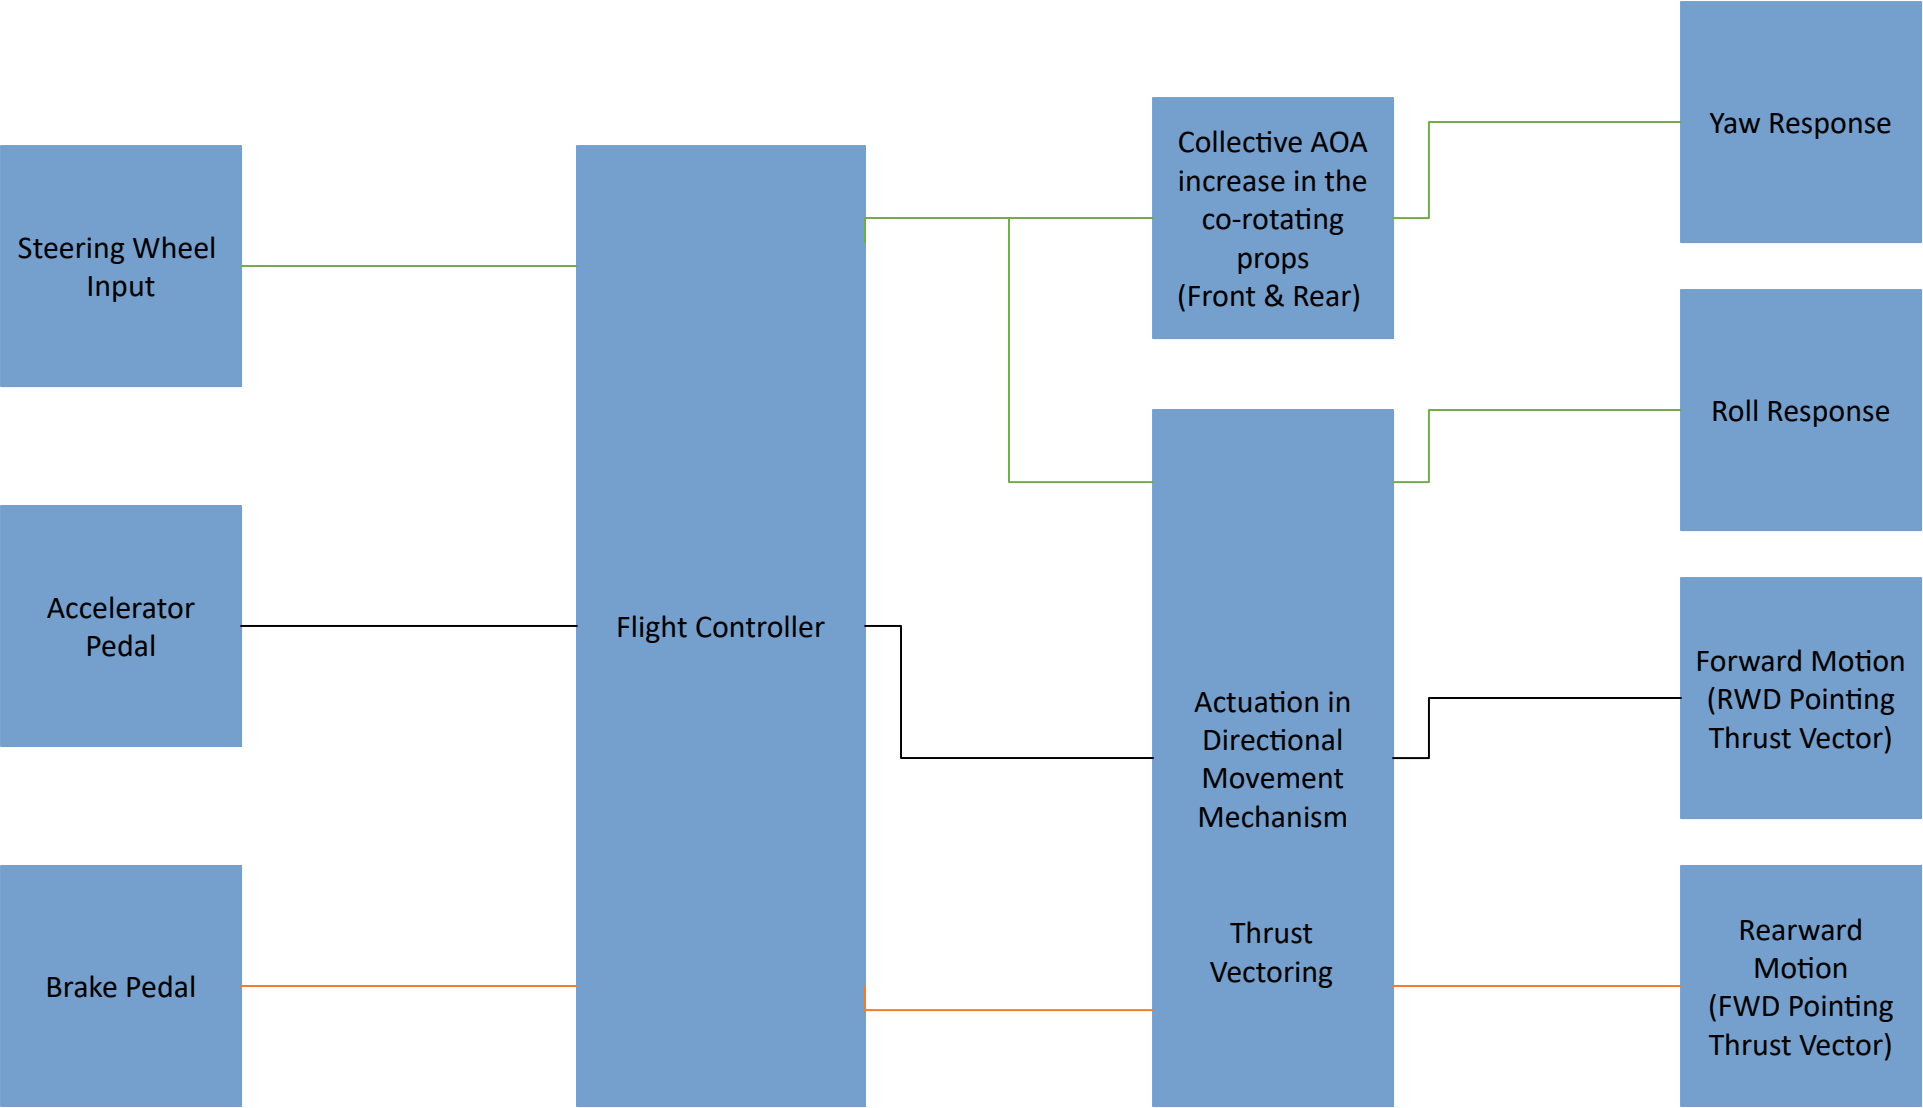 Steering Wheel
Input
Accelerator
Pedal
Brake Pedal
Flight Controller
Collective AOA
increase in the
co-rotating
props
(Front & Rear)
Actuation in
Directional
Movement
Mechanism
Thrust
Vectoring
Yaw Response
Roll Response
Forward Motion
(RWD Pointing
Thrust Vector)
Rearward
Motion
(FWD Pointing
Thrust Vector)